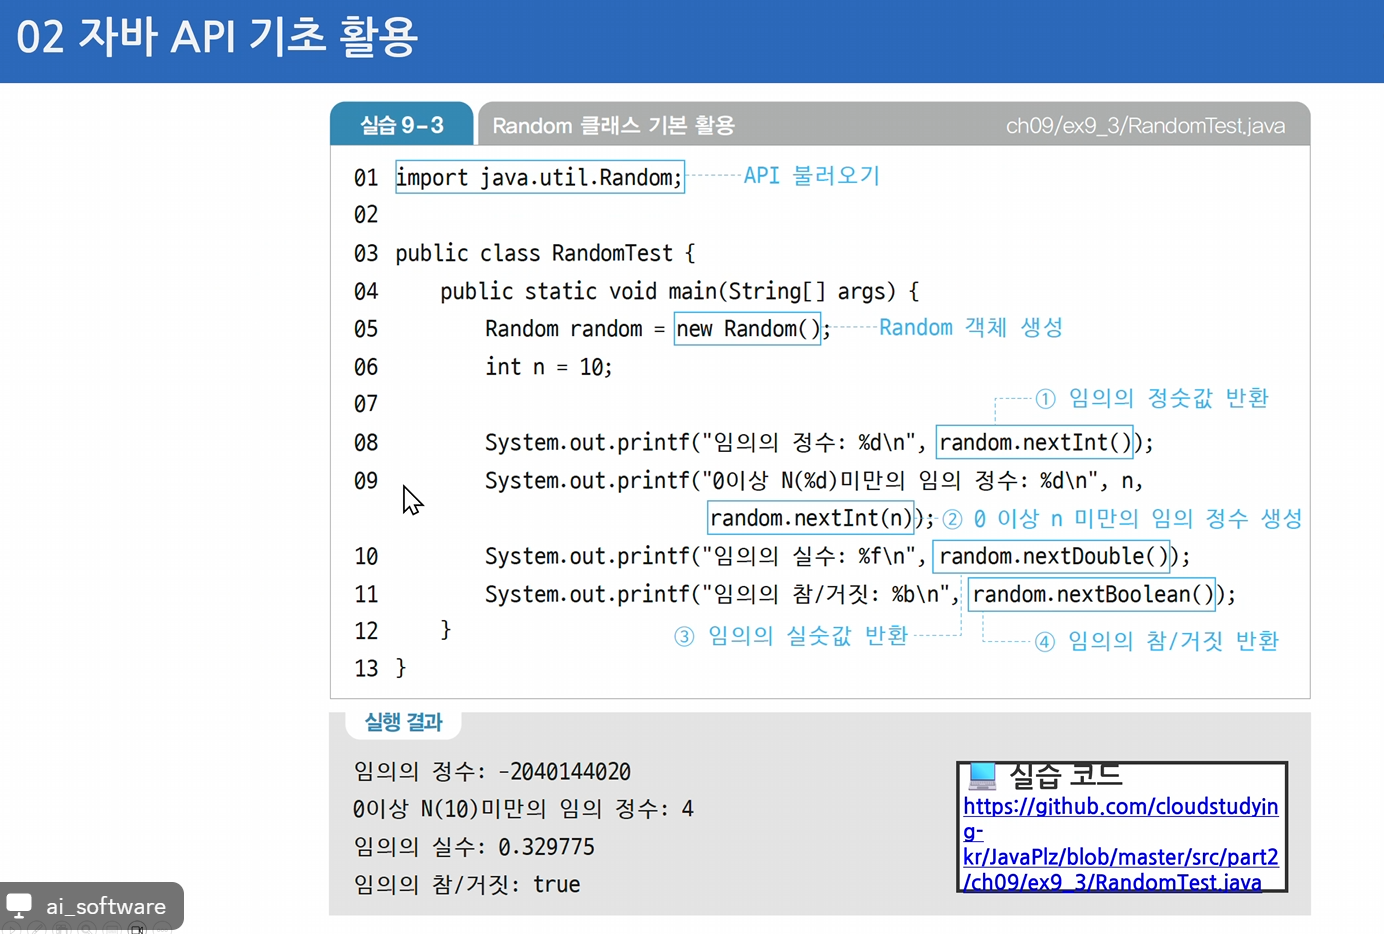 02 자바 API 기초 활용
실습 9-3 Random 클래스 기본 활용 ch09/ex9_3/RandomTest.java
01 import java.util.Random; API 불러오기
02
03 public class RandomTest {
04 public static void main(String[] args) {
05 Random random = new Random(); Random 객체 생성
06 int n = 10;
07 ① 임의의 정숫값 반환
08 System.out.printf("임의의 정수: %d\n", random.nextInt());
09 System.out.printf("0이상 N(%d)미만의 임의 정수: %d\n", n,
random.nextInt(n)); ② 0 이상 n 미만의 임의 정수 생성
10 System.out.printf("임의의 실수: %f\n", random.nextDouble());
11 System.out.printf("임의의 참/거짓: %b\n", random.nextBoolean());
12 }
③ 임의의 실숫값 반환 ④ 임의의 참/거짓 반환
13 }
실행 결과
임의의 정수: -2040144020
0이상 N(10)미만의 임의 정수: 4
임의의 실수: 0.329775
임의의 참/거짓: true
실습 코드
https://github.com/cloudstudyin
g-
kr/JavaPlz/blob/master/src/part2
/ch09/ex9_3/RandomTest.java
ai_software